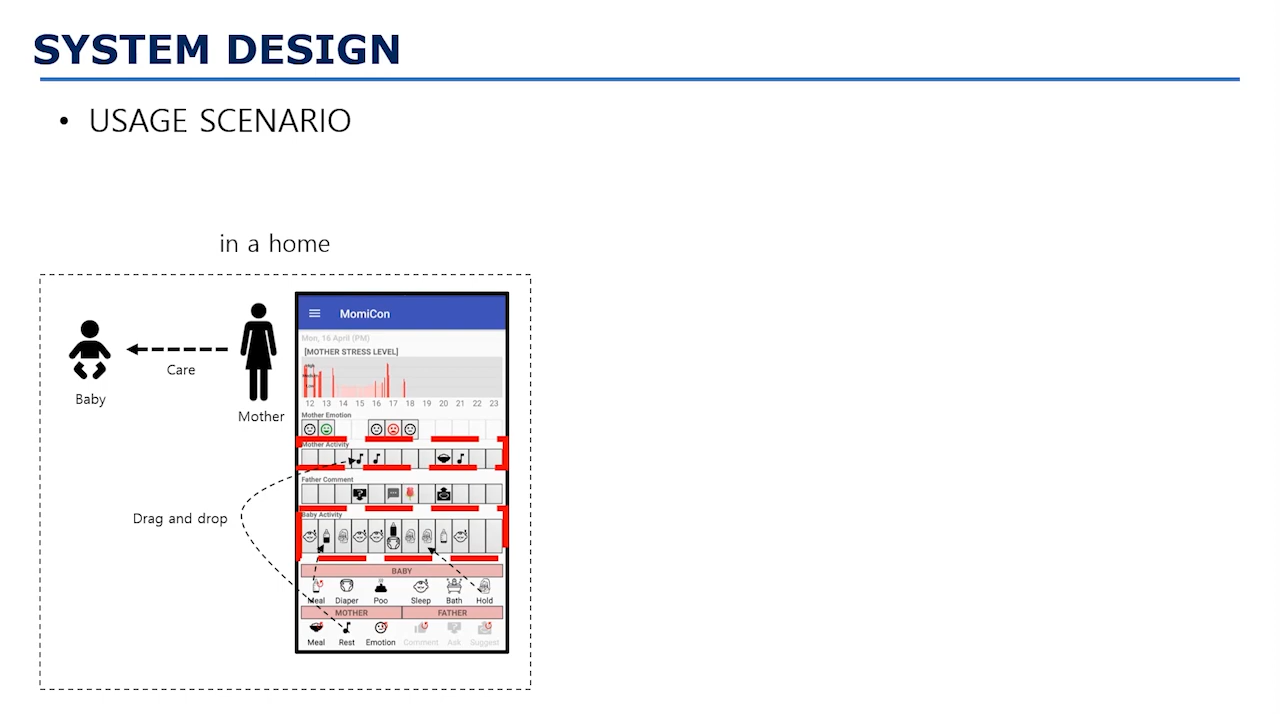 SYSTEM DESIGN
• USAGE SCENARIO
in a home
MomiCon
Mon, 16 April (PM)
[MOTHER STRESS LEVEL]
12 13 14 15 16 17 18 19 20 21 22 23
Mother Emotion
Mother Activity
Father Comment
Baby Activity
BABY
Meal Diaper Poo Sleep Bath Hold
MOTHER FATHER
Meal Rest Emotion Comment Ask Suggest
Care
Baby
Mother
Drag and drop